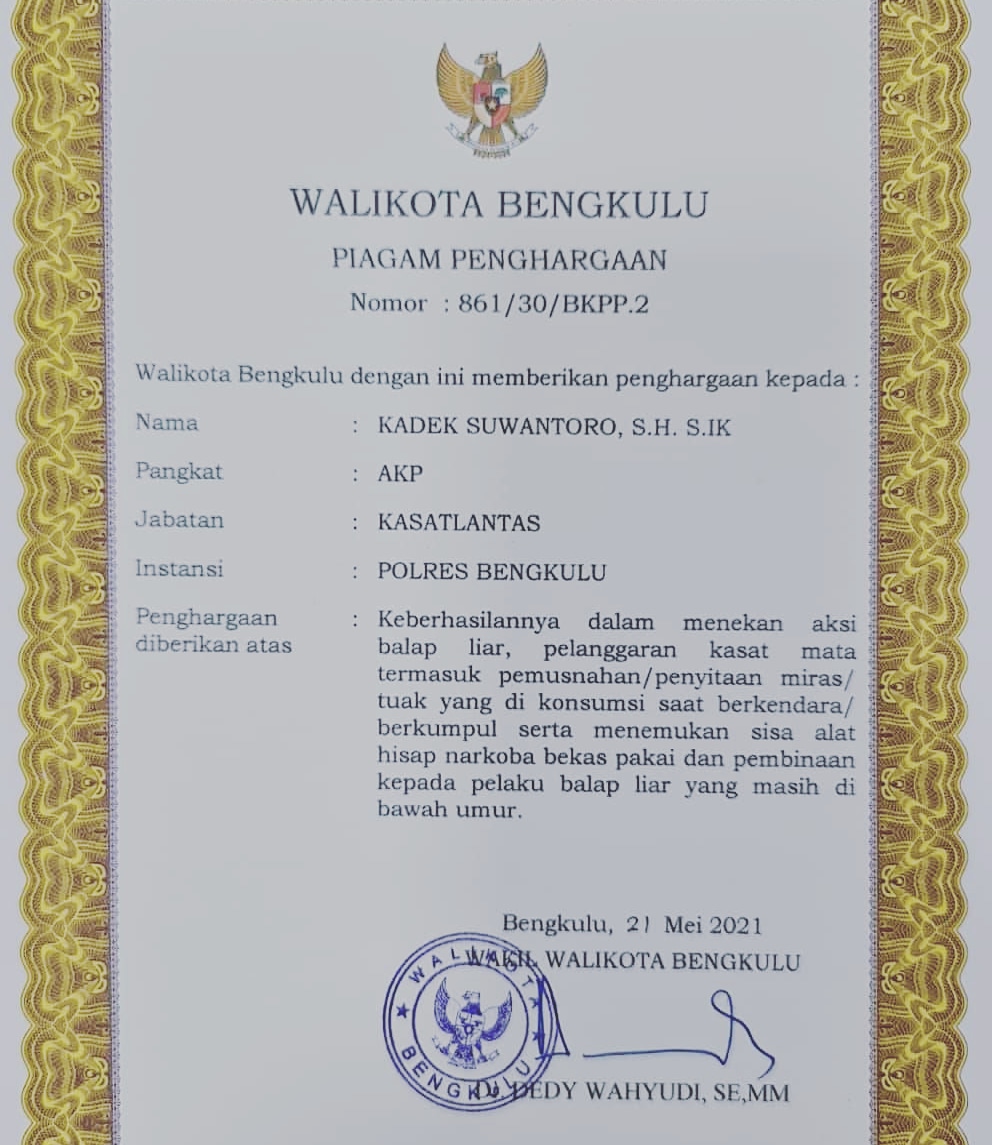 WALIKOTA BENGKULU
PIAGAM PENGHARGAAN
Nomor : 861/30/BKPP.2
Walikota Bengkulu dengan ini memberikan penghargaan kepada :
Nama : KADEK SUWANTORO, S.H. S.IK
Pangkat : AKP
Jabatan : KASATLANTAS
Instansi : POLRES BENGKULU
Penghargaan diberikan atas : Keberhasilannya dalam menekan aksi
balap liar, pelanggaran kasat mata
termasuk pemusnahan/penyitaan miras/
tuak yang di konsumsi saat berkendara/
berkumpul serta menemukan sisa alat
hisap narkoba bekas pakai dan pembinaan
kepada pelaku balap liar yang masih di
bawah umur.
Bengkulu, 21 Mei 2021
WAKIL WALIKOTA BENGKULU
WALIKOTA
BENGKULU
DEDY WAHYUDI, SE,MM